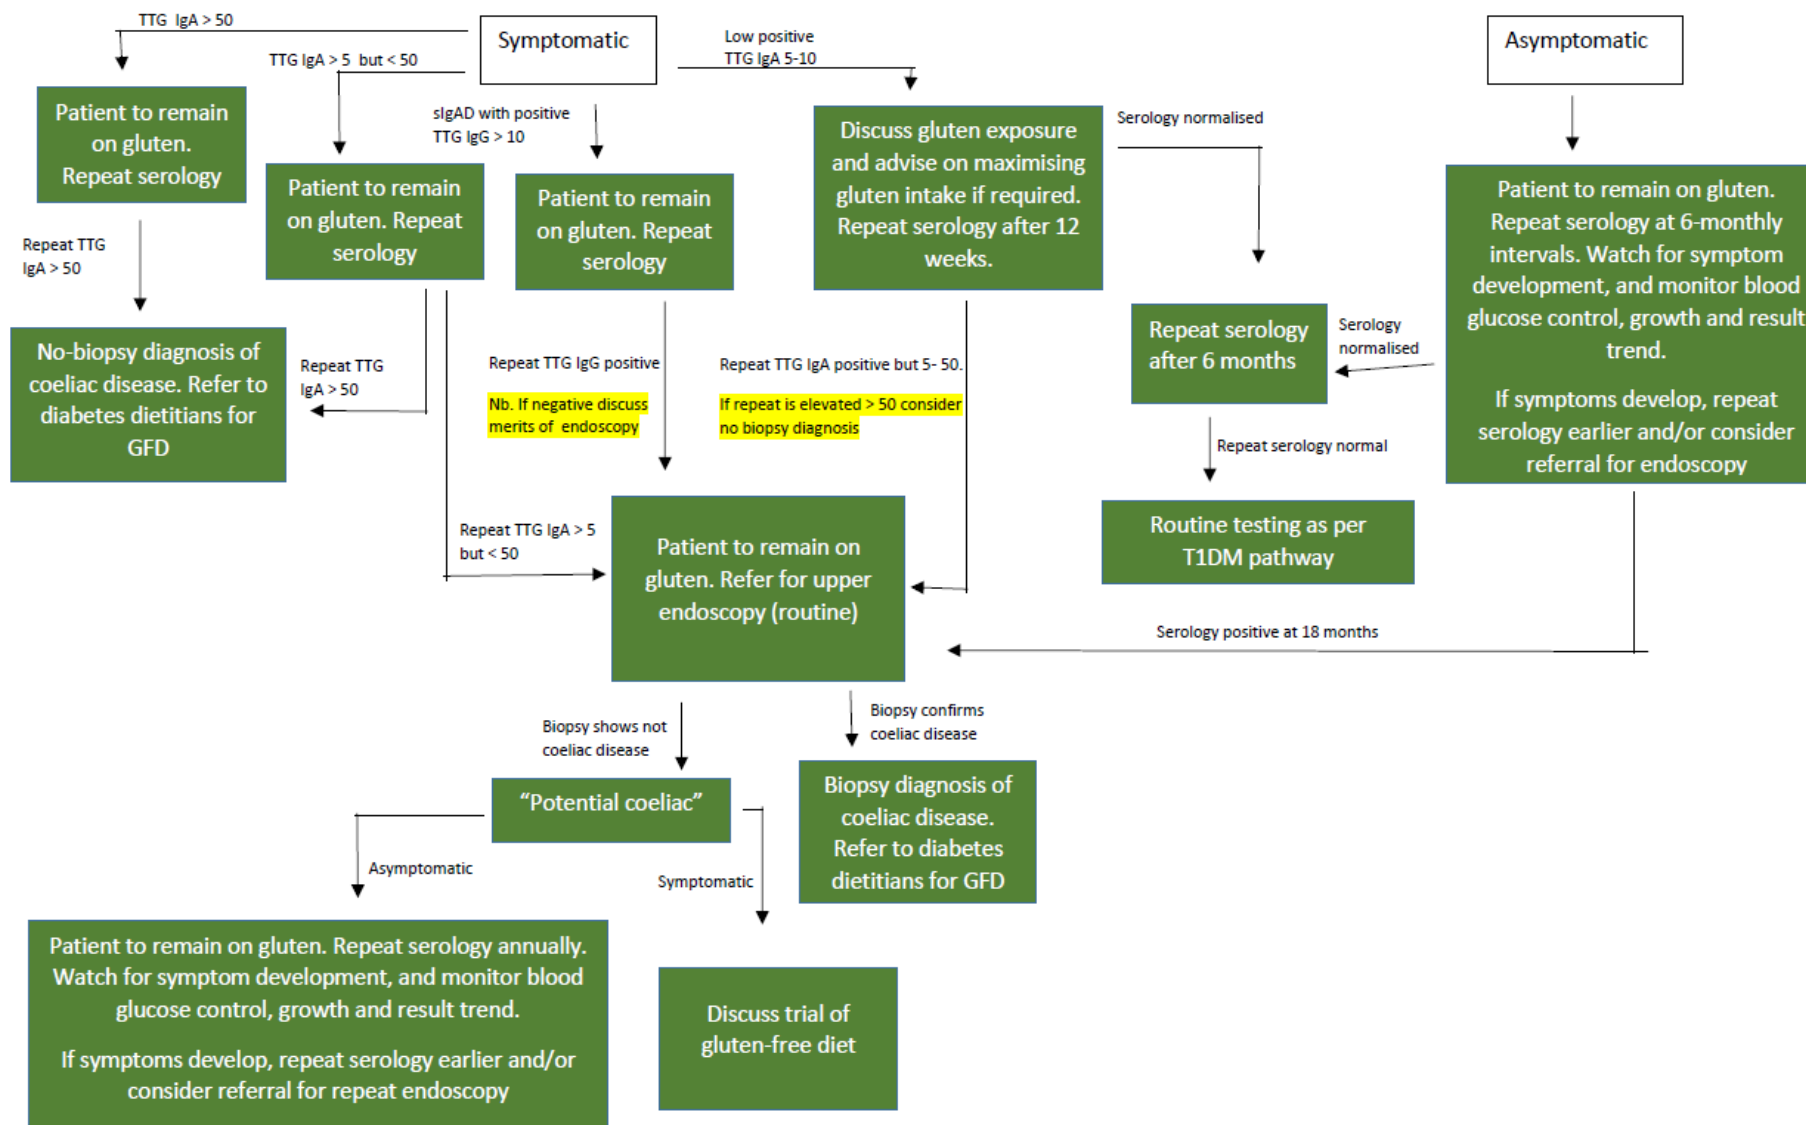 TTG  IgA > 50
Symptomatic
Low positive
TTG IgA 5-10
Asymptomatic
TTG IgA > 5  but < 50
Patient to remain
on gluten.
Repeat serology
sIgAD with positive
TTG IgG > 10
Patient to remain
on gluten. Repeat
serology
Patient to remain
on gluten. Repeat
serology
Discuss gluten exposure
and advise on maximising
gluten intake if required.
Repeat serology after 12
weeks.
Serology normalised
Patient to remain on gluten.
Repeat serology at 6-monthly
intervals. Watch for symptom
development, and monitor blood
glucose control, growth and result
trend.
If symptoms develop, repeat
serology earlier and/or consider
referral for endoscopy
Repeat TTG
IgA > 50
No-biopsy diagnosis of
coeliac disease. Refer to
diabetes dietitians for
GFD
Repeat TTG
IgA > 50
Repeat TTG IgG positive
Nb. If negative discuss
merits of  endoscopy
Repeat TTG IgA positive but 5- 50.
If repeat is elevated > 50 consider
no biopsy diagnosis
Repeat serology
after 6 months
Serology
normalised
Repeat serology normal
Routine testing as per
T1DM pathway
Repeat TTG IgA > 5
but < 50
Patient to remain on
gluten. Refer for upper
endoscopy (routine)
Serology positive at 18 months
Biopsy shows not
coeliac disease
Biopsy confirms
coeliac disease
“Potential coeliac”
Biopsy diagnosis of
coeliac disease.
Refer to diabetes
dietitians for GFD
Asymptomatic
Symptomatic
Patient to remain on gluten. Repeat serology annually.
Watch for symptom development, and monitor blood
glucose control, growth and result trend.
If symptoms develop, repeat serology earlier and/or
consider referral for repeat endoscopy
Discuss trial of
gluten-free diet